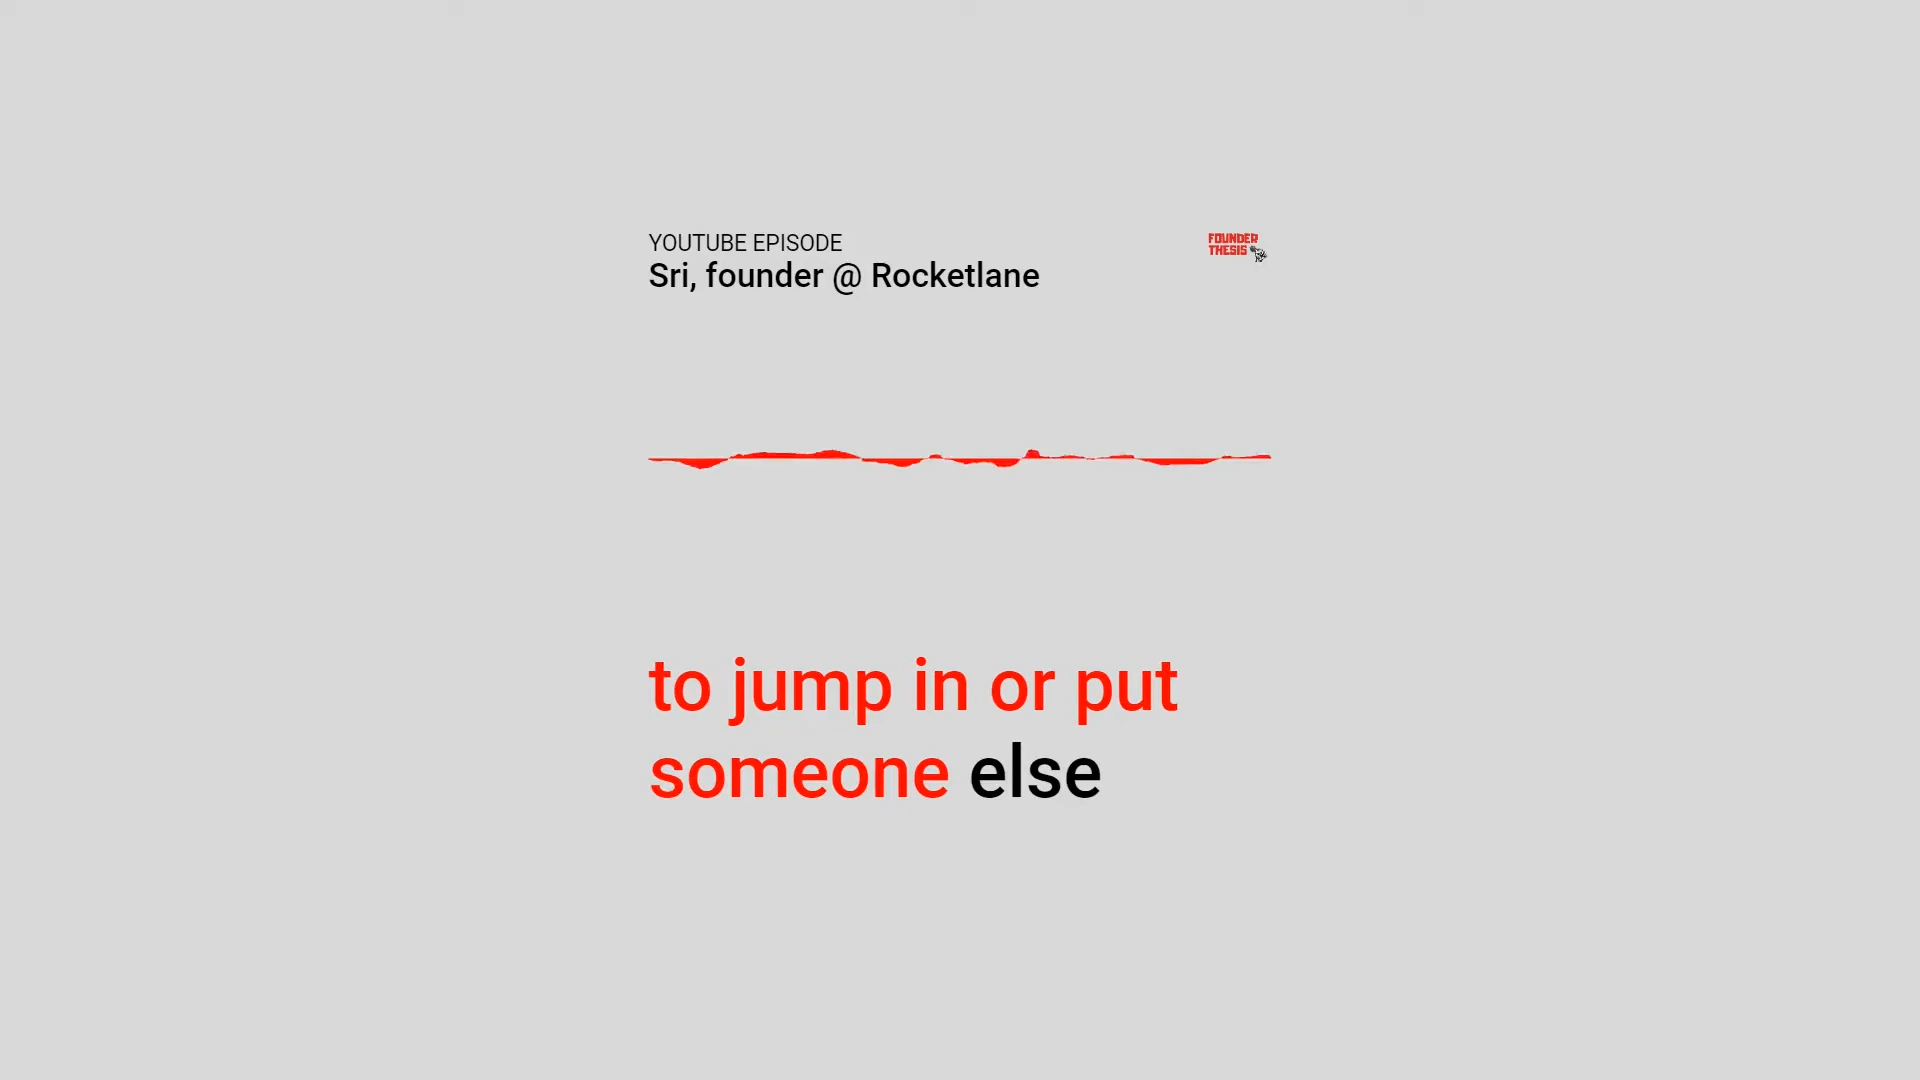 YOUTUBE EPISODE
Sri, founder @ Rocketlane
FOUNDER
THESIS
to jump in or put
someone else